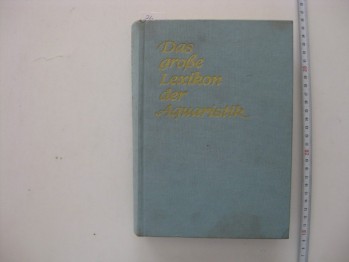 Das
große
Lexikon
der
Aquaristik